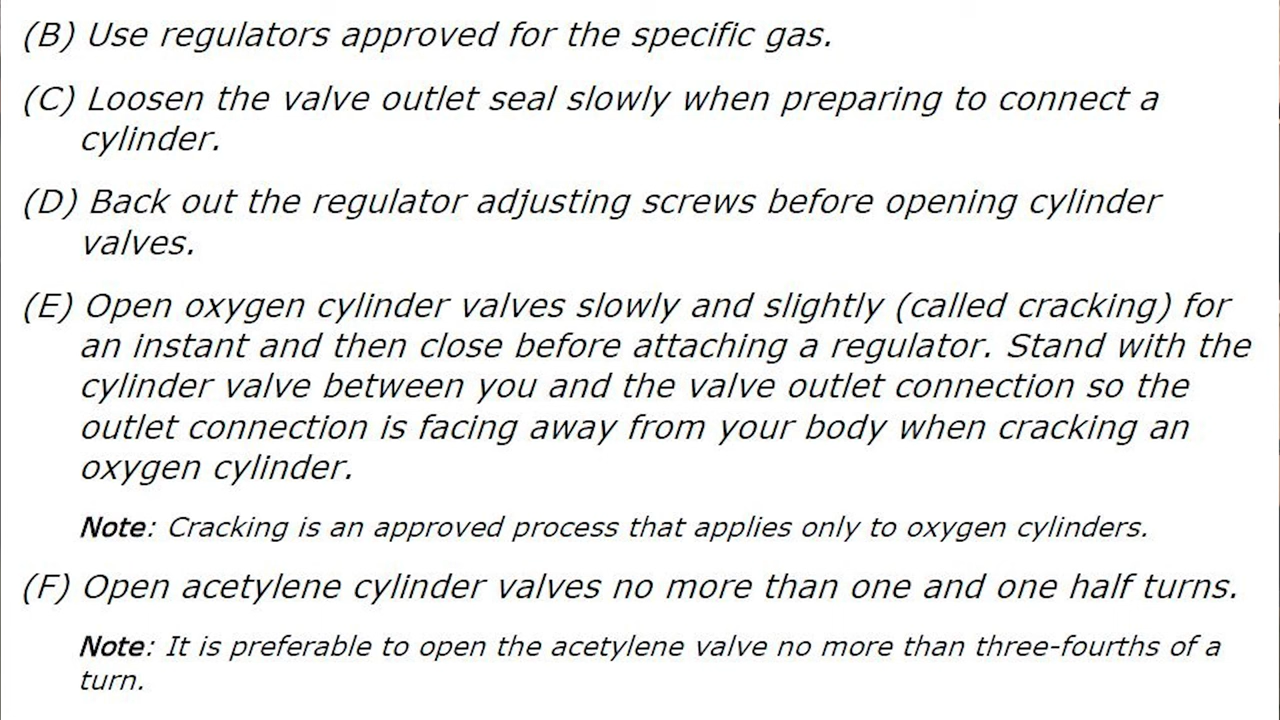 (B) Use regulators approved for the specific gas.
(C) Loosen the valve outlet seal slowly when preparing to connect a
cylinder.
(D) Back out the regulator adjusting screws before opening cylinder
valves.
(E) Open oxygen cylinder valves slowly and slightly (called cracking) for
an instant and then close before attaching a regulator. Stand with the
cylinder valve between you and the valve outlet connection so the
outlet connection is facing away from your body when cracking an
oxygen cylinder.
Note: Cracking is an approved process that applies only to oxygen cylinders.
(F) Open acetylene cylinder valves no more than one and one half turns.
Note: It is preferable to open the acetylene valve no more than three-fourths of a
turn.